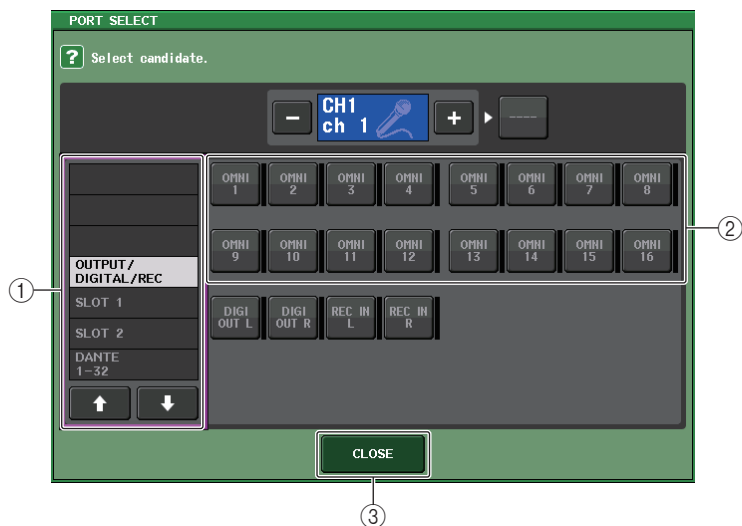 PORT SELECT
? Select candidate.
−
CH1
ch 1
+
----
OMNI 1
OMNI 2
OMNI 3
OMNI 4
OMNI 5
OMNI 6
OMNI 7
OMNI 8
OMNI 9
OMNI 10
OMNI 11
OMNI 12
OMNI 13
OMNI 14
OMNI 15
OMNI 16
②
①
OUTPUT/
DIGITAL/REC
SLOT 1
SLOT 2
DANTE
1-32
DIGI
OUT L
DIGI
OUT R
REC IN
L
REC IN
R
CLOSE
③